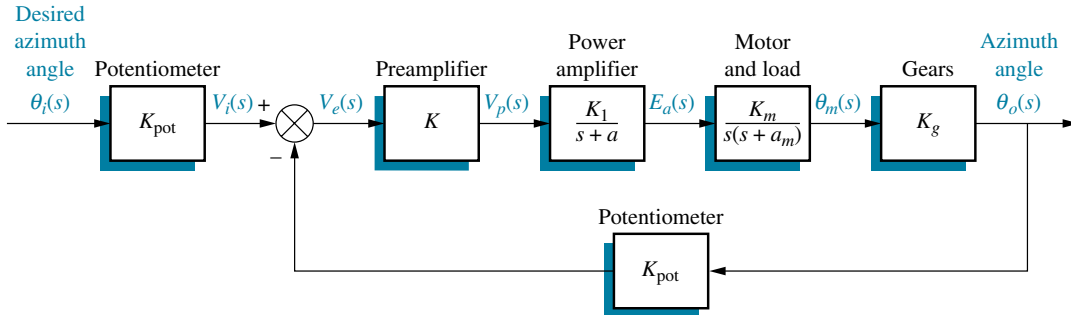 Desired
azimuth
angle
θi(s)
Potentiometer
Kpot
Vi(s) +
−
Ve(s)
Preamplifier
K
Vp(s)
Power
amplifier
K1
s + a
Ea(s)
Motor
and load
Km
s(s + am)
θm(s)
Gears
Kg
Azimuth
angle
θo(s)
Potentiometer
Kpot